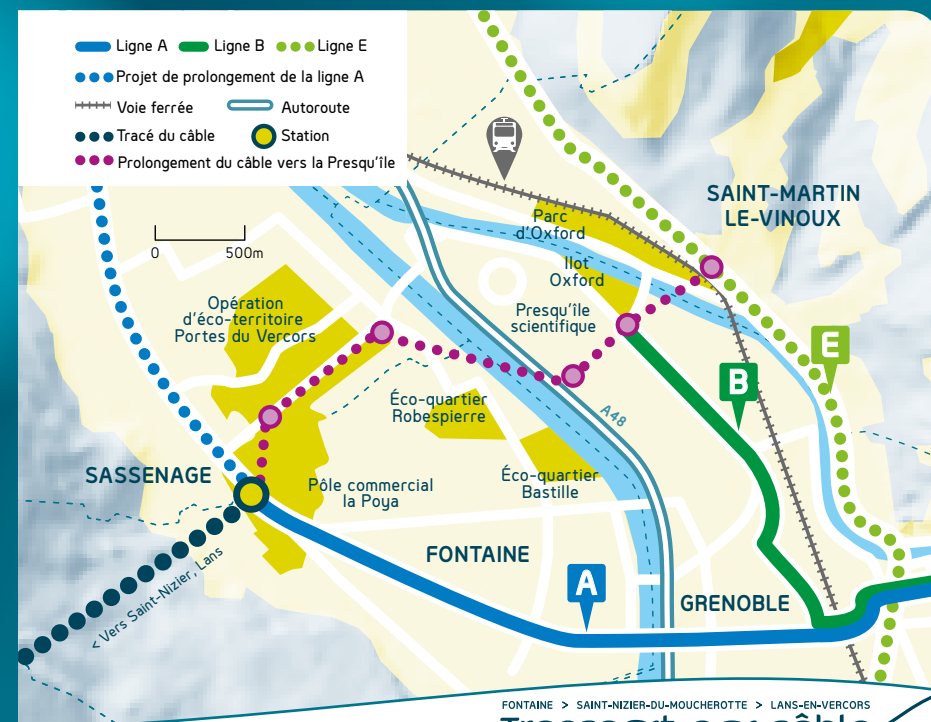 Ligne A
Ligne B
Ligne E
Projet de prolongement de la ligne A
Voie ferrée
Autoroute
Tracé du câble
Station
Prolongement du câble vers la Presqu'île
0
500m
SAINT-MARTIN
LE-VINOUX
Parc
d'Oxford
Ilot
Oxford
Presqu'île
scientifique
Opération
d'éco-territoire
Portes du Vercors
E
B
Éco-quartier
Robespierre
A48
SASSENAGE
Pôle commercial
la Poya
Éco-quartier
Bastille
FONTAINE
< Vers Saint-Nizier, Lans
A
GRENOBLE
FONTAINE > SAINT-NIZIER-DU-MOUCHEROTTE > LANS-EN-VERCORS
Transport par câble